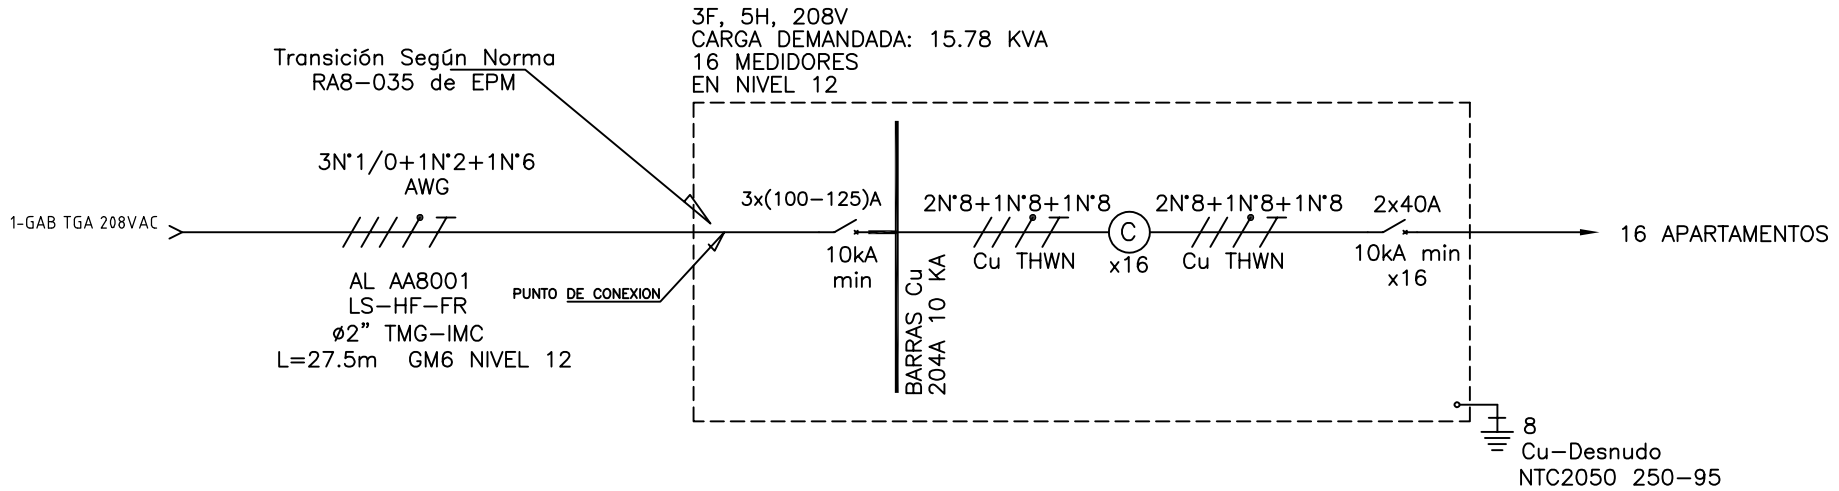 3F, 5H, 208V
CARGA DEMANDADA: 15.78 KVA
16 MEDIDORES
EN NIVEL 12
Transición Según Norma
RA8-035 de EPM
3N°1/0+1N°2+1N°6
AWG
1-GAB TGA 208VAC
AL AA8001
LS-HF-FR
ø2" TMG-IMC
L=27.5m GM6 NIVEL 12
PUNTO DE CONEXION
3x(100-125)A
10kA
min
BARRAS Cu
204A 10 KA
2N°8+1N°8+1N°8
Cu THWN
C
x16
2N°8+1N°8+1N°8
Cu THWN
2x40A
10kA min
x16
16 APARTAMENTOS
8
Cu-Desnudo
NTC2050 250-95